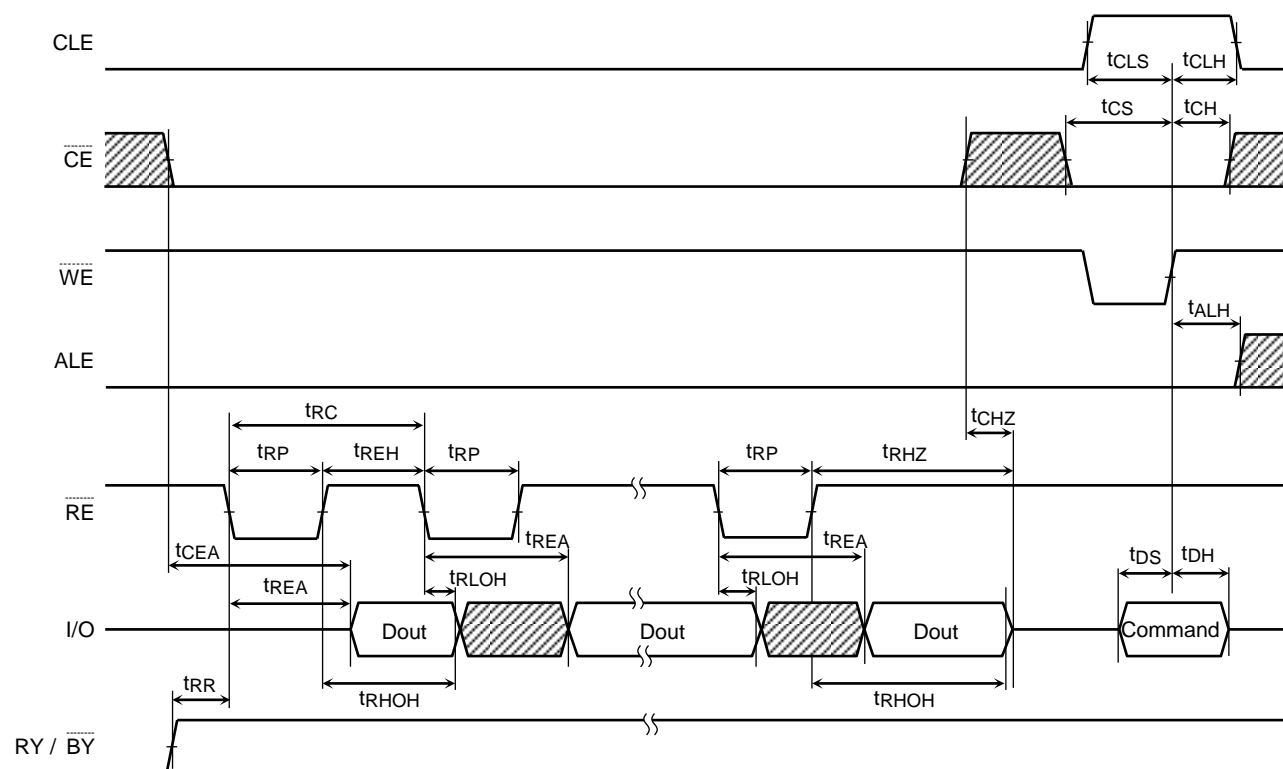 CLE
tCLS tCLH
tCS tCH
CE
WE
tALH
ALE
tRC
tCHZ
tRP tREH tRP tRP tRHZ
RE
tCEA tREA tREA
tREA tRLOH tRLOH tDS tDH
I/O Dout Dout Dout Command
tRR tRHOH tRHOH
RY / BY